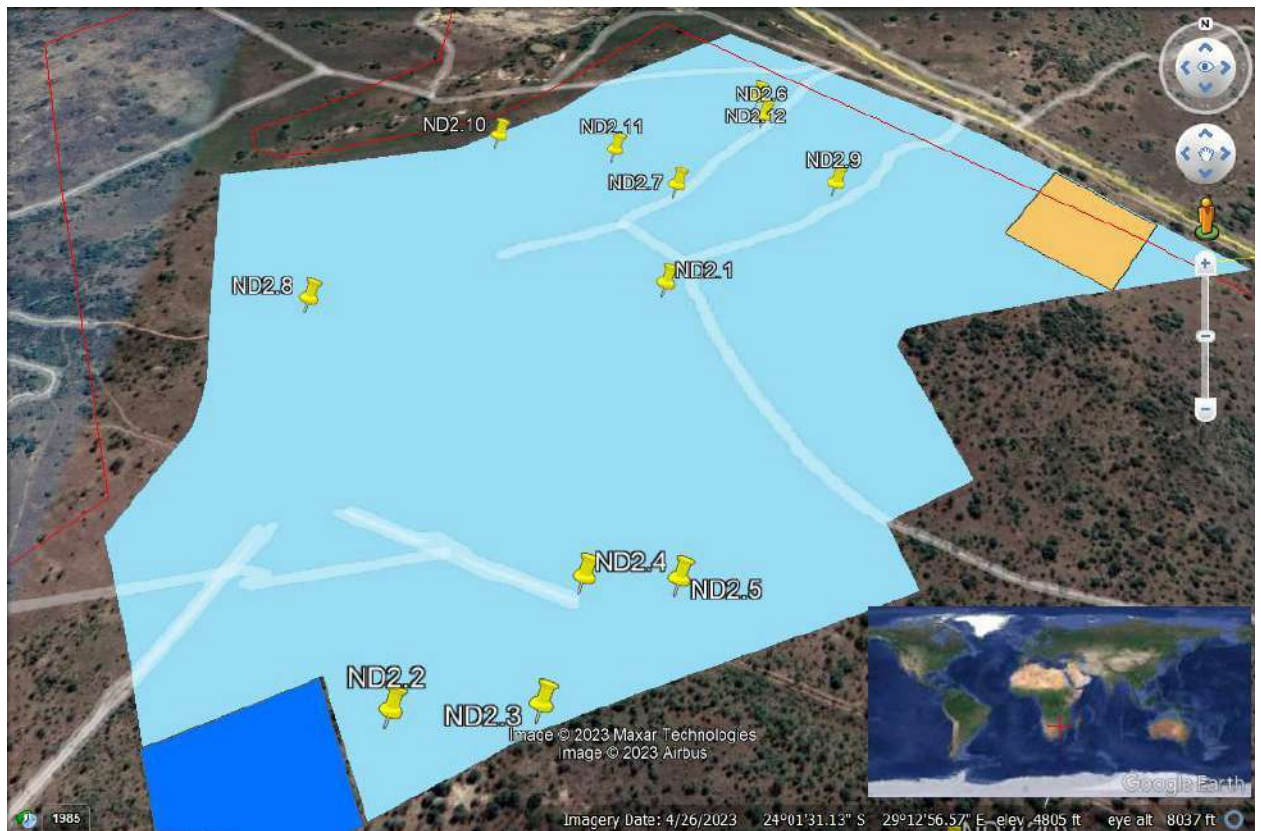 N
ND2.6
ND2.12
ND2.10
ND2.11
ND2.9
ND2.7
ND2.1
ND2.8
ND2.4
ND2.5
ND2.2
ND2.3
Image © 2023 Maxar Technologies
Image © 2023 Airbus
Google Earth
1985
Imagery Date: 4/26/2023 24°01'31.13" S 29°12'56.57" E elev 4805 ft eye alt 8037 ft